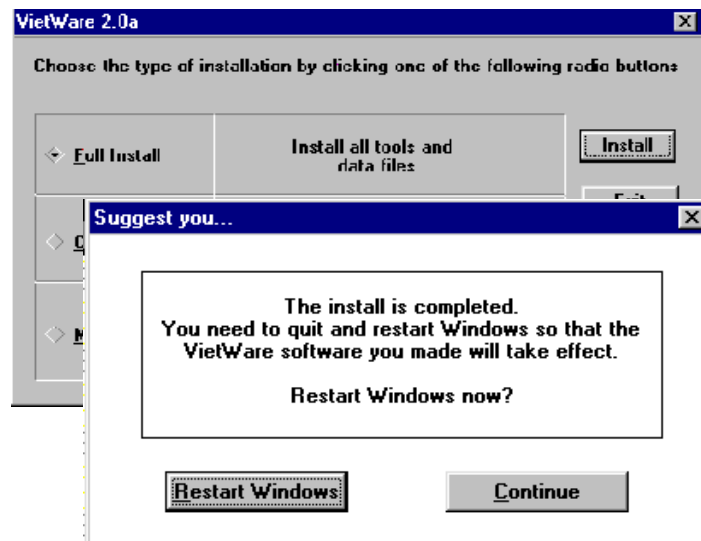 VietWare 2.0a
Choose the type of installation by clicking one of the following radio buttons
Full Install
Install all tools and
data files
Install
Suggest you...
The install is completed.
You need to quit and restart Windows so that the
VietWare software you made will take effect.
Restart Windows now?
Restart Windows
Continue